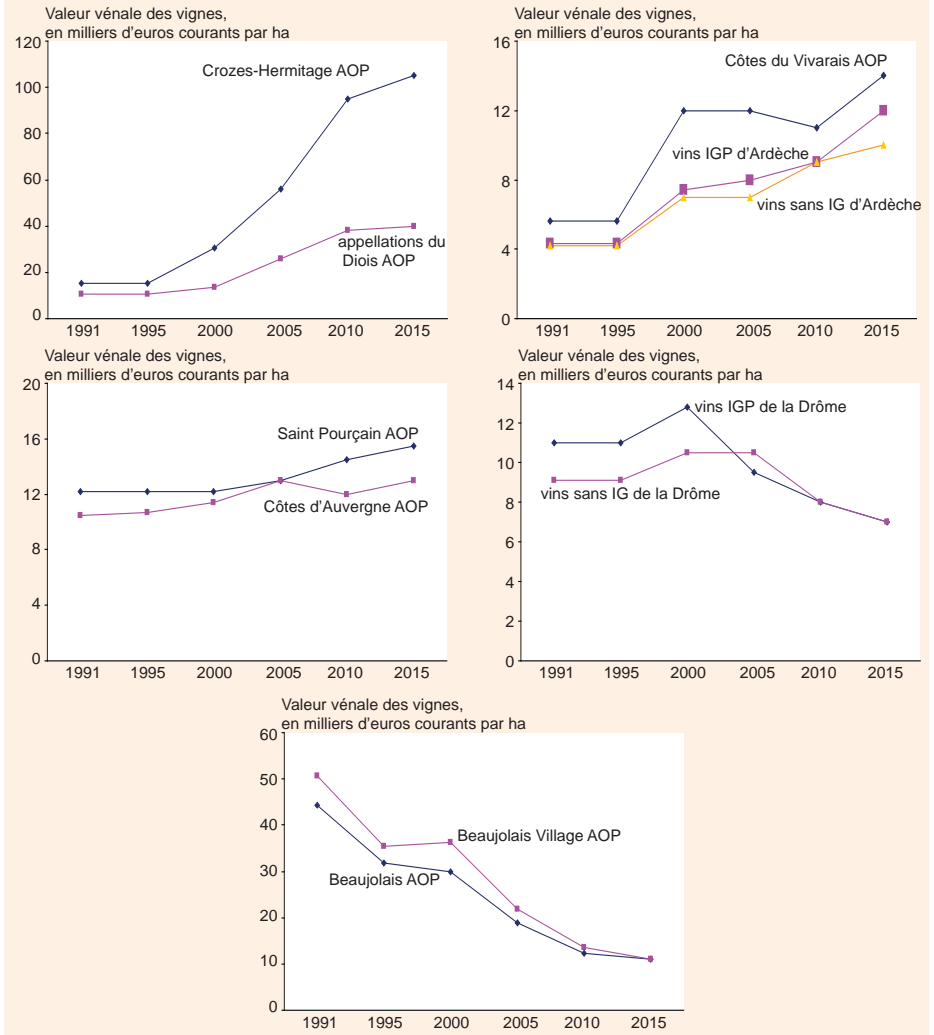 Valeur vénale des vignes,
en milliers d'euros courants par ha
120
100
80
60
40
20
0
Crozes-Hermitage AOP
appellations du
Diois AOP
1991 1995 2000 2005 2010 2015
Valeur vénale des vignes,
en milliers d'euros courants par ha
16
12
8
4
0
Côtes du Vivarais AOP
vins IGP d'Ardèche
vins sans IG d'Ardèche
1991 1995 2000 2005 2010 2015
Valeur vénale des vignes,
en milliers d'euros courants par ha
20
16
12
8
4
0
Saint Pourçain AOP
Côtes d'Auvergne AOP
1991 1995 2000 2005 2010 2015
Valeur vénale des vignes,
en milliers d'euros courants par ha
14
12
10
8
6
4
2
0
vins IGP de la Drôme
vins sans IG de la Drôme
1991 1995 2000 2005 2010 2015
Valeur vénale des vignes,
en milliers d'euros courants par ha
60
50
40
30
20
10
0
Beaujolais Village AOP
Beaujolais AOP
1991 1995 2000 2005 2010 2015